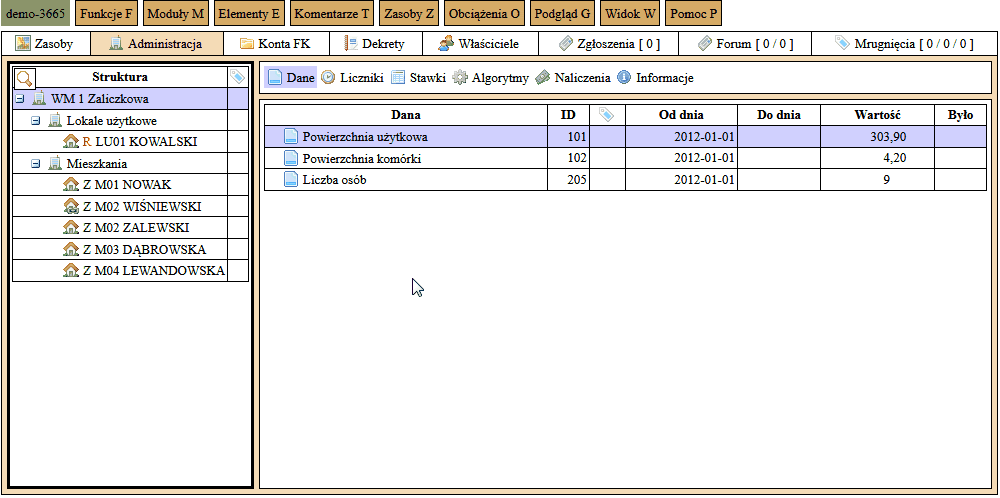 demo-3665 Funkcje F Moduły M Elementy E Komentarze T Zasoby Z Obciążenia O Podgląd G Widok W Pomoc P
Zasoby Administracja Konta FK Dekrety Właściciele Zgłoszenia [ 0 ] Forum [ 0 / 0 ] Mrugnięcia [ 0 / 0 / 0 ]
Struktura
WM 1 Zaliczkowa
Lokale użytkowe
R LU01 KOWALSKI
Mieszkania
Z M01 NOWAK
Z M02 WIŚNIEWSKI
Z M02 ZALEWSKI
Z M03 DĄBROWSKA
Z M04 LEWANDOWSKA
Dane Liczniki Stawki Algorytmy Naliczenia Informacje
Dana ID Od dnia Do dnia Wartość Było
Powierzchnia użytkowa 101 2012-01-01 303,90
Powierzchnia komórki 102 2012-01-01 4,20
Liczba osób 205 2012-01-01 9